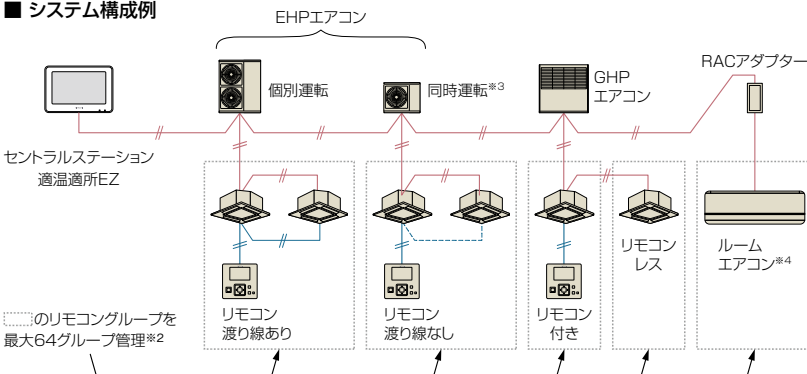 ■ システム構成例
EHPエアコン
個別運転
同時運転※3
GHP
エアコン
RACアダプター
セントラルステーション
適温適所EZ
リモコン
渡り線あり
リモコン
渡り線なし
リモコン
付き
リモコン
レス
ルーム
エアコン※4
のリモコングループを
最大64グループ管理※2